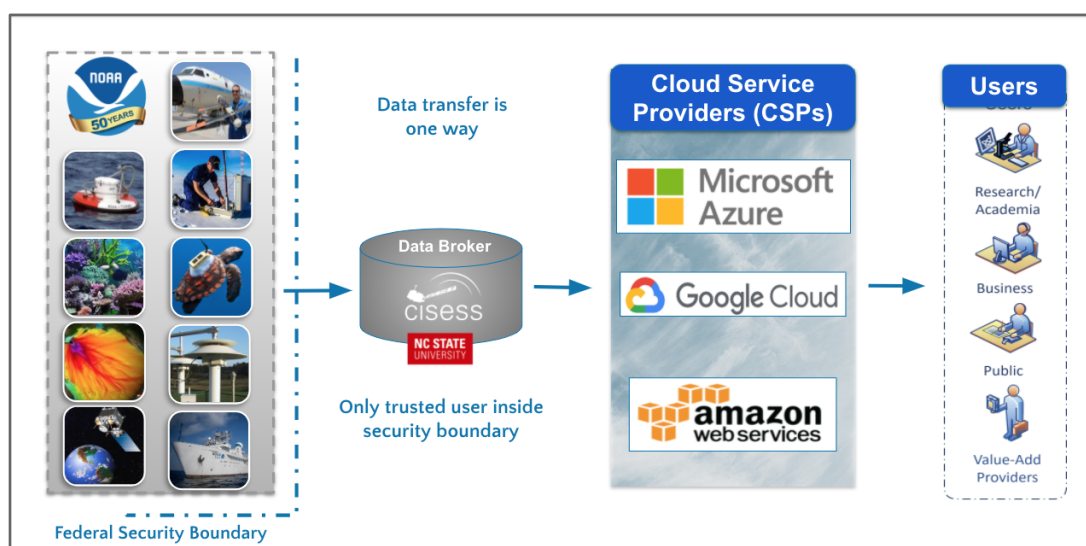 NOAA
50 YEARS
Federal Security Boundary
Data transfer is
one way
Data Broker
cisess
NC STATE
UNIVERSITY
Only trusted user inside
security boundary
Cloud Service
Providers (CSPs)
Microsoft
Azure
Google Cloud
amazon
web services
Users
Research/
Academia
Business
Public
Value-Add
Providers